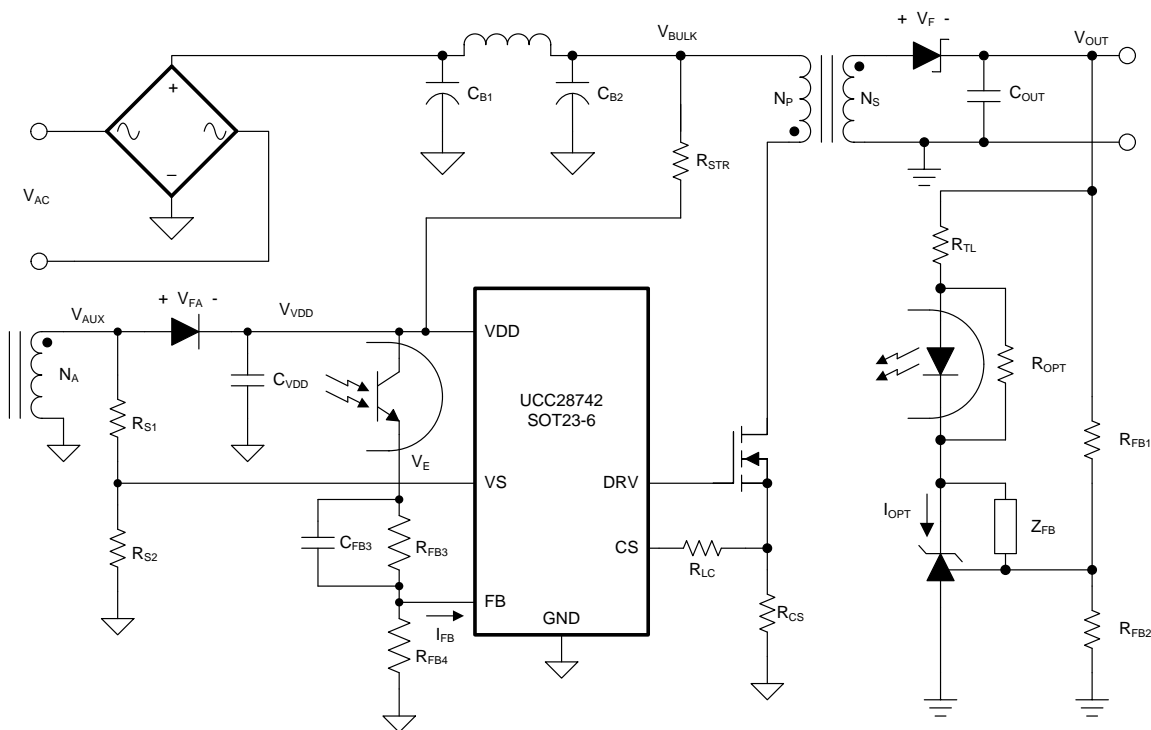 + V_F -
V_BULK
V_OUT
+
C_B1
C_B2
N_P
N_S
C_OUT
R_STR
–
V_AC
R_TL
+ V_FA -
V_AUX
V_VDD
VDD
N_A
C_VDD
R_OPT
UCC28742
SOT23-6
R_S1
R_FB1
V_E
VS
DRV
I_OPT
Z_FB
C_FB3
R_FB3
R_S2
CS
R_LC
FB
GND
R_CS
I_FB
R_FB2
R_FB4